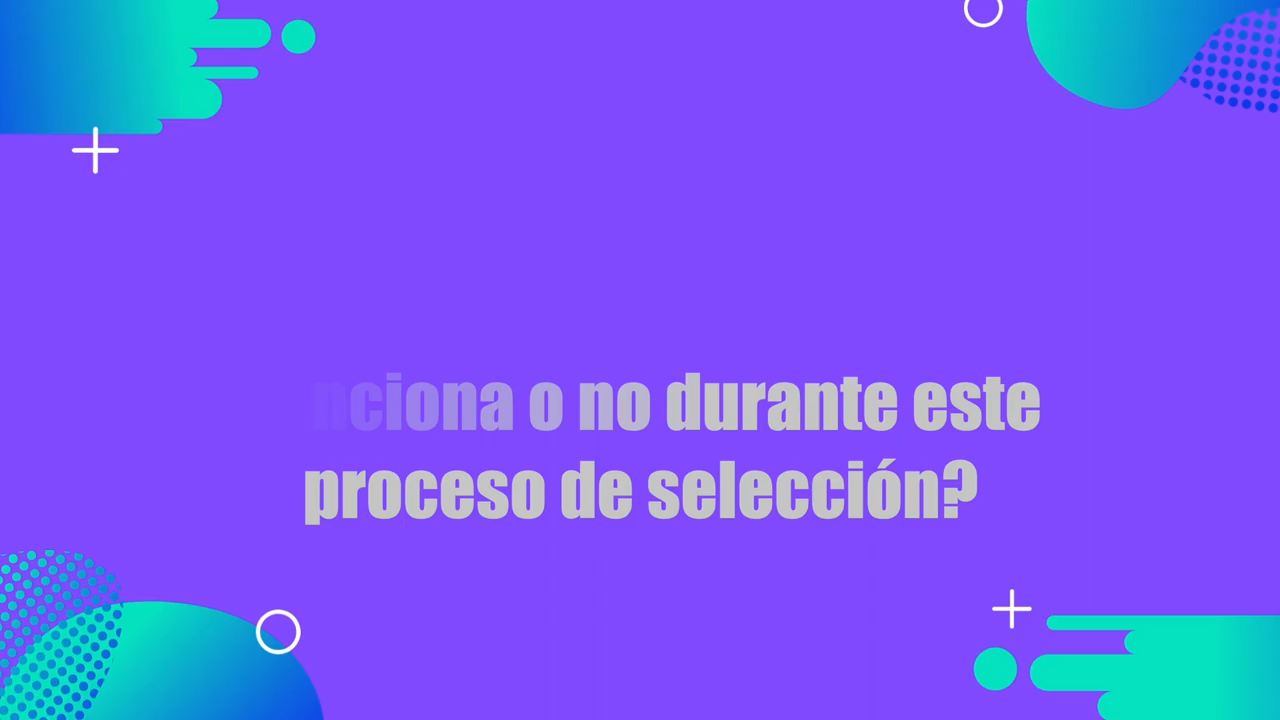 nciona o no durante este
proceso de selección?